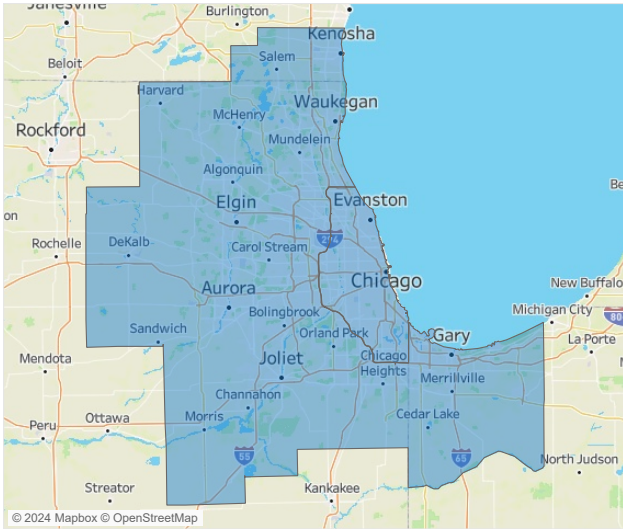 Janesville
Burlington
Kenosha
Beloit
Salem
Harvard
Waukegan
McHenry
Rockford
Mundelein
Algonquin
Be
Elgin
Evanston
on
294
Rochelle
DeKalb
Carol Stream
Chicago
New Buffalo
Aurora
Michigan City
Bolingbrook
80
Sandwich
Orland Park
Gary
La Porte
Mendota
Joliet
Chicago
Heights
Merrillville
Channahon
Ottawa
Morris
Cedar Lake
Peru
55
65
North Judson
Streator
Kankakee
© 2024 Mapbox © OpenStreetMap